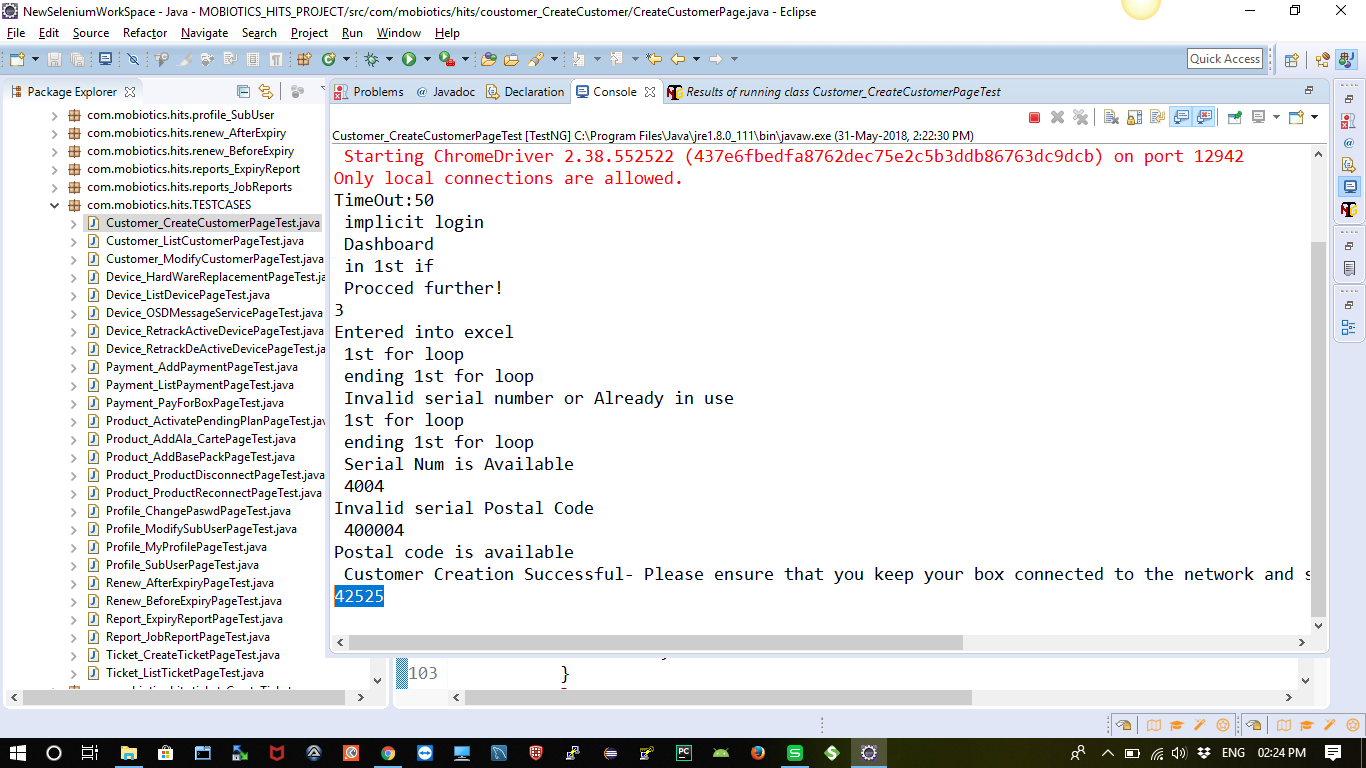 NewSeleniumWorkSpace - Java - MOBIOTICS_HITS_PROJECT/src/com/mobiotics/hits/coustomer_CreateCustomer/CreateCustomerPage.java - Eclipse
File Edit Source Refactor Navigate Search Project Run Window Help
Quick Access
Package Explorer
com.mobiotics.hits.profile_SubUser
com.mobiotics.hits.renew_AfterExpiry
com.mobiotics.hits.renew_BeforeExpiry
com.mobiotics.hits.reports_ExpiryReport
com.mobiotics.hits.reports_JobReports
com.mobiotics.hits.TESTCASES
Customer_CreateCustomerPageTest.java
Customer_ListCustomerPageTest.java
Customer_ModifyCustomerPageTest.java
Device_HardWareReplacementPageTest.ja
Device_ListDevicePageTest.java
Device_OSDMessageServicePageTest.java
Device_RetrackActiveDevicePageTest.java
Device_RetrackDeActiveDevicePageTest.ja
Payment_AddPaymentPageTest.java
Payment_ListPaymentPageTest.java
Payment_PayForBoxPageTest.java
Product_ActivatePendingPlanPageTest.jav
Product_AddAla_CartePageTest.java
Product_AddBasePackPageTest.java
Product_ProductDisconnectPageTest.java
Product_ProductReconnectPageTest.java
Profile_ChangePaswdPageTest.java
Profile_ModifySubUserPageTest.java
Profile_MyProfilePageTest.java
Profile_SubUserPageTest.java
Renew_AfterExpiryPageTest.java
Renew_BeforeExpiryPageTest.java
Report_ExpiryReportPageTest.java
Report_JobReportPageTest.java
Ticket_CreateTicketPageTest.java
Ticket_ListTicketPageTest.java
Problems Javadoc Declaration Console Results of running class Customer_CreateCustomerPageTest
Customer_CreateCustomerPageTest [TestNG] C:\Program Files\Java\jre1.8.0_111\bin\javaw.exe (31-May-2018, 2:22:30 PM)
Starting ChromeDriver 2.38.552522 (437e6fbedfa8762dec75e2c5b3ddb86763dc9dcb) on port 12942
Only local connections are allowed.
TimeOut:50
implicit login
Dashboard
in 1st if
Procced further!
3
Entered into excel
1st for loop
ending 1st for loop
Invalid serial number or Already in use
1st for loop
ending 1st for loop
Serial Num is Available
4004
Invalid serial Postal Code
400004
Postal code is available
Customer Creation Successful- Please ensure that you keep your box connected to the network and s
42525
103 }
ENG 02:24 PM